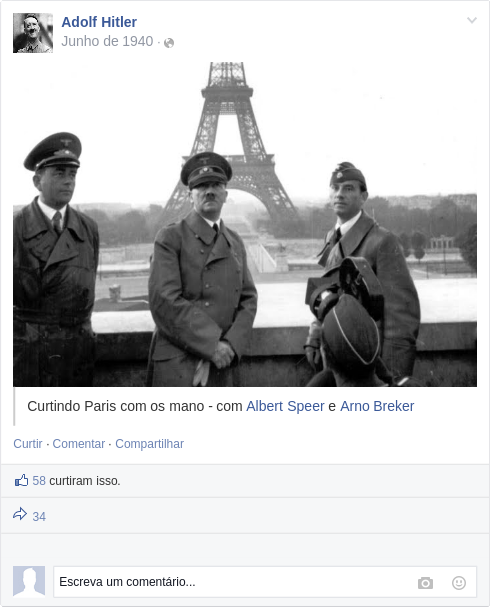 Adolf Hitler
Junho de 1940 ·
Curtindo Paris com os mano - com Albert Speer e Arno Breker
Curtir · Comentar · Compartilhar
58 curtiram isso.
34
Escreva um comentário...